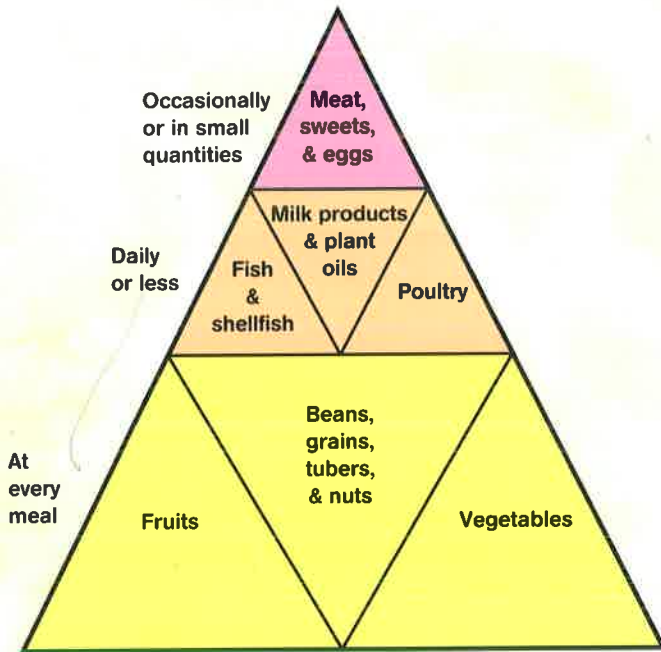 Occasionally
or in small
quantities
Meat,
sweets,
& eggs
Milk products
& plant
oils
Daily
or less
Fish
&
shellfish
Poultry
At
every
meal
Fruits
Beans,
grains,
tubers,
& nuts
Vegetables